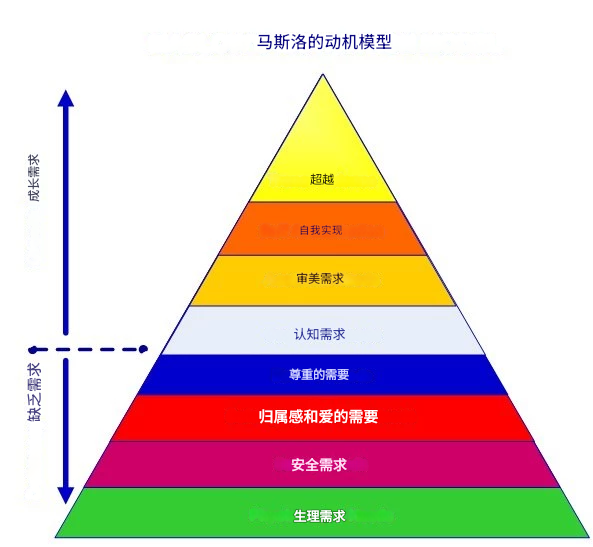 马斯洛的动机模型
超越
自我实现
审美需求
认知需求
尊重的需要
归属感和爱的需要
安全需求
生理需求
成长需求
缺乏需求